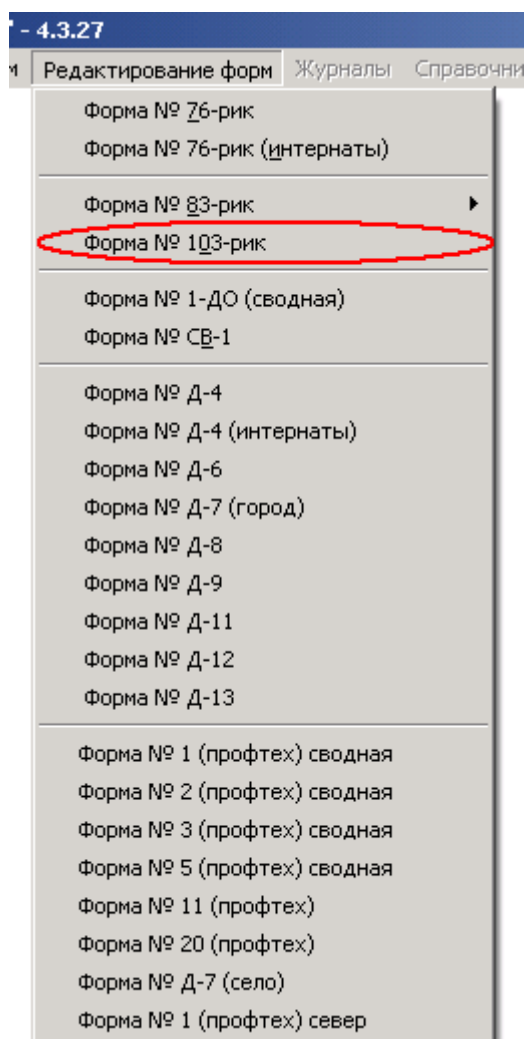 - 4.3.27
Редактирование форм Журналы
Форма № 76-рик
Форма № 76-рик (интернаты)
Форма № 83-рик
Форма № 103-рик
Форма № 1-ДО (сводная)
Форма № СВ-1
Форма № Д-4
Форма № Д-4 (интернаты)
Форма № Д-6
Форма № Д-7 (город)
Форма № Д-8
Форма № Д-9
Форма № Д-11
Форма № Д-12
Форма № Д-13
Форма № 1 (профтех) сводная
Форма № 2 (профтех) сводная
Форма № 3 (профтех) сводная
Форма № 5 (профтех) сводная
Форма № 11 (профтех)
Форма № 20 (профтех)
Форма № Д-7 (село)
Форма № 1 (профтех) север